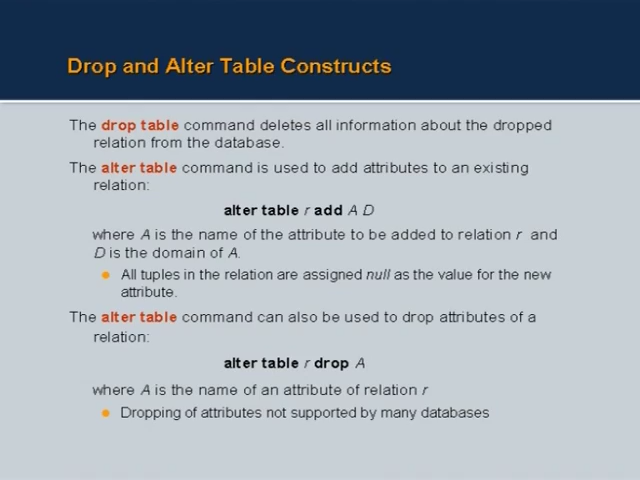 Drop and Alter Table Constructs
The drop table command deletes all information about the dropped
relation from the database.
The alter table command is used to add attributes to an existing
relation:
alter table r add A D
where A is the name of the attribute to be added to relation r and
D is the domain of A.
All tuples in the relation are assigned null as the value for the new
attribute.
The alter table command can also be used to drop attributes of a
relation:
alter table r drop A
where A is the name of an attribute of relation r
Dropping of attributes not supported by many databases